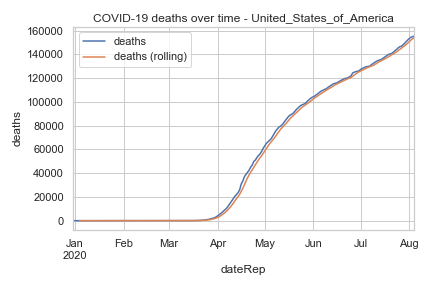 COVID-19 deaths over time - United_States_of_America
deaths
deaths (rolling)
160000
140000
120000
100000
80000
60000
40000
20000
0
deaths
Jan Feb Mar Apr May Jun Jul Aug
2020
dateRep